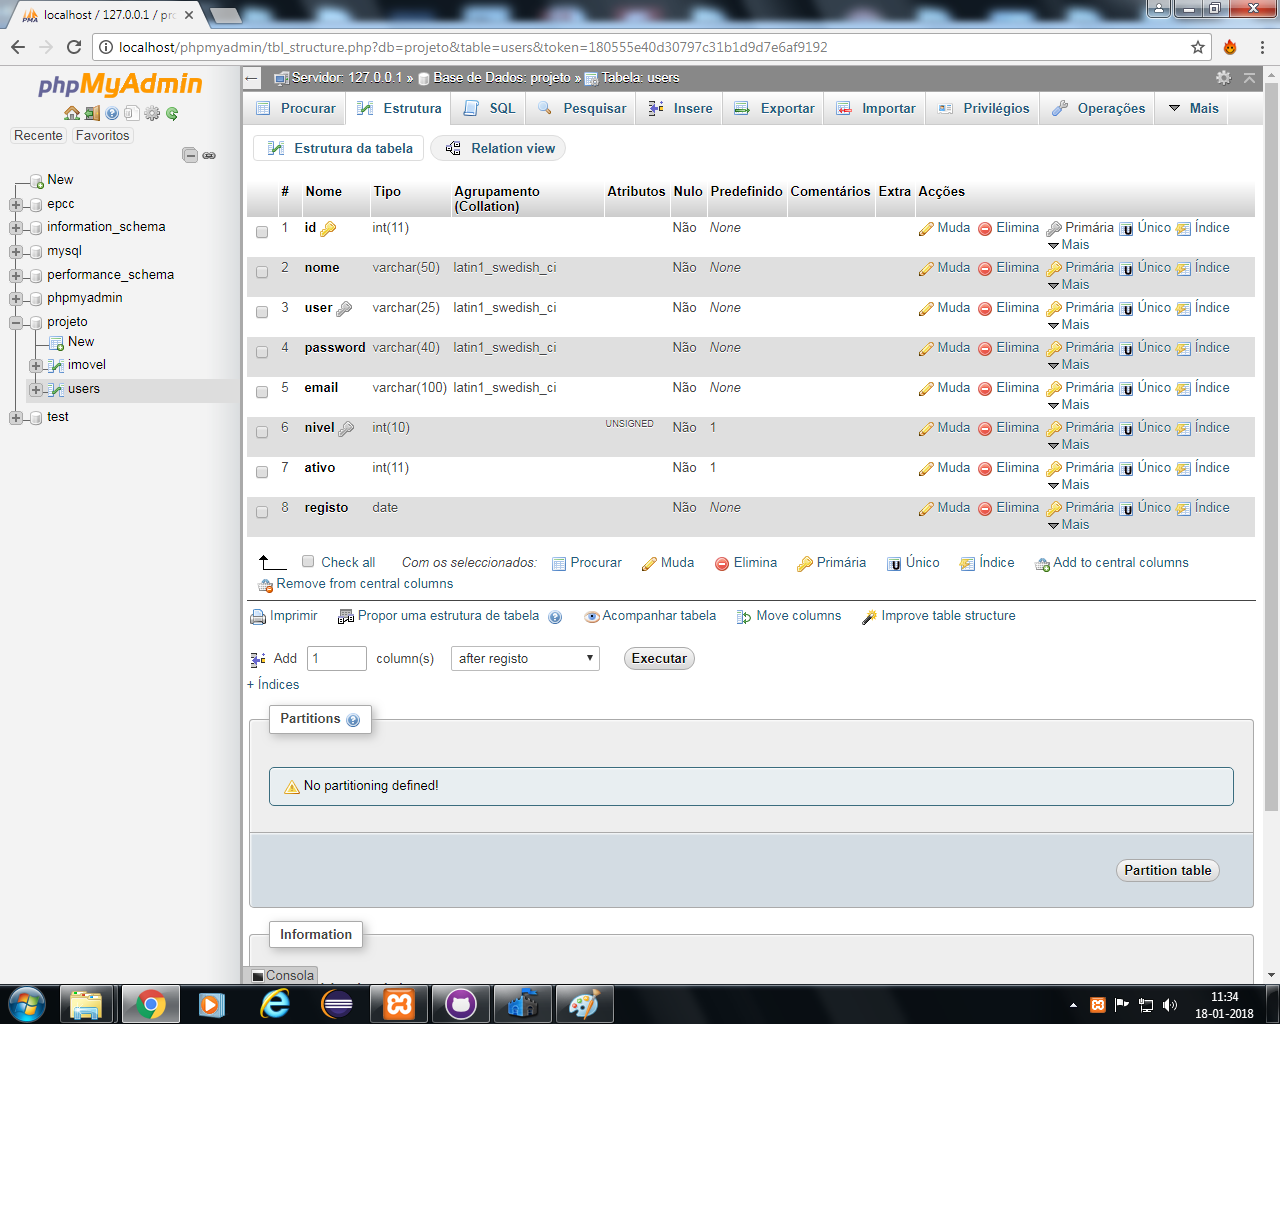 localhost / 127.0.0.1 / pro
localhost/phpmyadmin/tbl_structure.php?db=projeto&table=users&token=180555e40d30797c31b1d9d7e6af9192
phpMyAdmin
Recente Favoritos
New
epcc
information_schema
mysql
performance_schema
phpmyadmin
projeto
New
imovel
users
test
Servidor: 127.0.0.1 » Base de Dados: projeto » Tabela: users
Procurar Estrutura SQL Pesquisar Insere Exportar Importar Privilégios Operações Mais
Estrutura da tabela Relation view
# Nome Tipo Agrupamento (Collation) Atributos Nulo Predefinido Comentários Extra Acções
1 id int(11) Não None Muda Elimina Primária Único Índice
Mais
2 nome varchar(50) latin1_swedish_ci Não None Muda Elimina Primária Único Índice
Mais
3 user varchar(25) latin1_swedish_ci Não None Muda Elimina Primária Único Índice
Mais
4 password varchar(40) latin1_swedish_ci Não None Muda Elimina Primária Único Índice
Mais
5 email varchar(100) latin1_swedish_ci Não None Muda Elimina Primária Único Índice
Mais
6 nivel int(10) UNSIGNED Não 1 Muda Elimina Primária Único Índice
Mais
7 ativo int(11) Não 1 Muda Elimina Primária Único Índice
Mais
8 registo date Não None Muda Elimina Primária Único Índice
Mais
Check all Com os seleccionados: Procurar Muda Elimina Primária Único Índice Add to central columns
Remove from central columns
Imprimir Propor uma estrutura de tabela Acompanhar tabela Move columns Improve table structure
Add 1 column(s) after registo Executar
+ Índices
Partitions
No partitioning defined!
Partition table
Information
Consola
11:34
18-01-2018